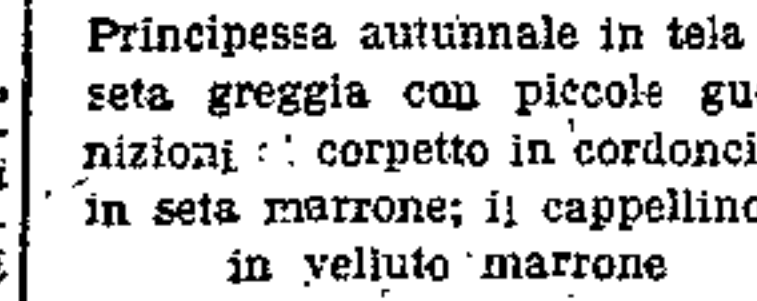 Principessa autunnale in tela
seta greggia con piccole gu
nizioni : corpetto in cordonci
in seta marrone; il cappellino
in velluto marrone